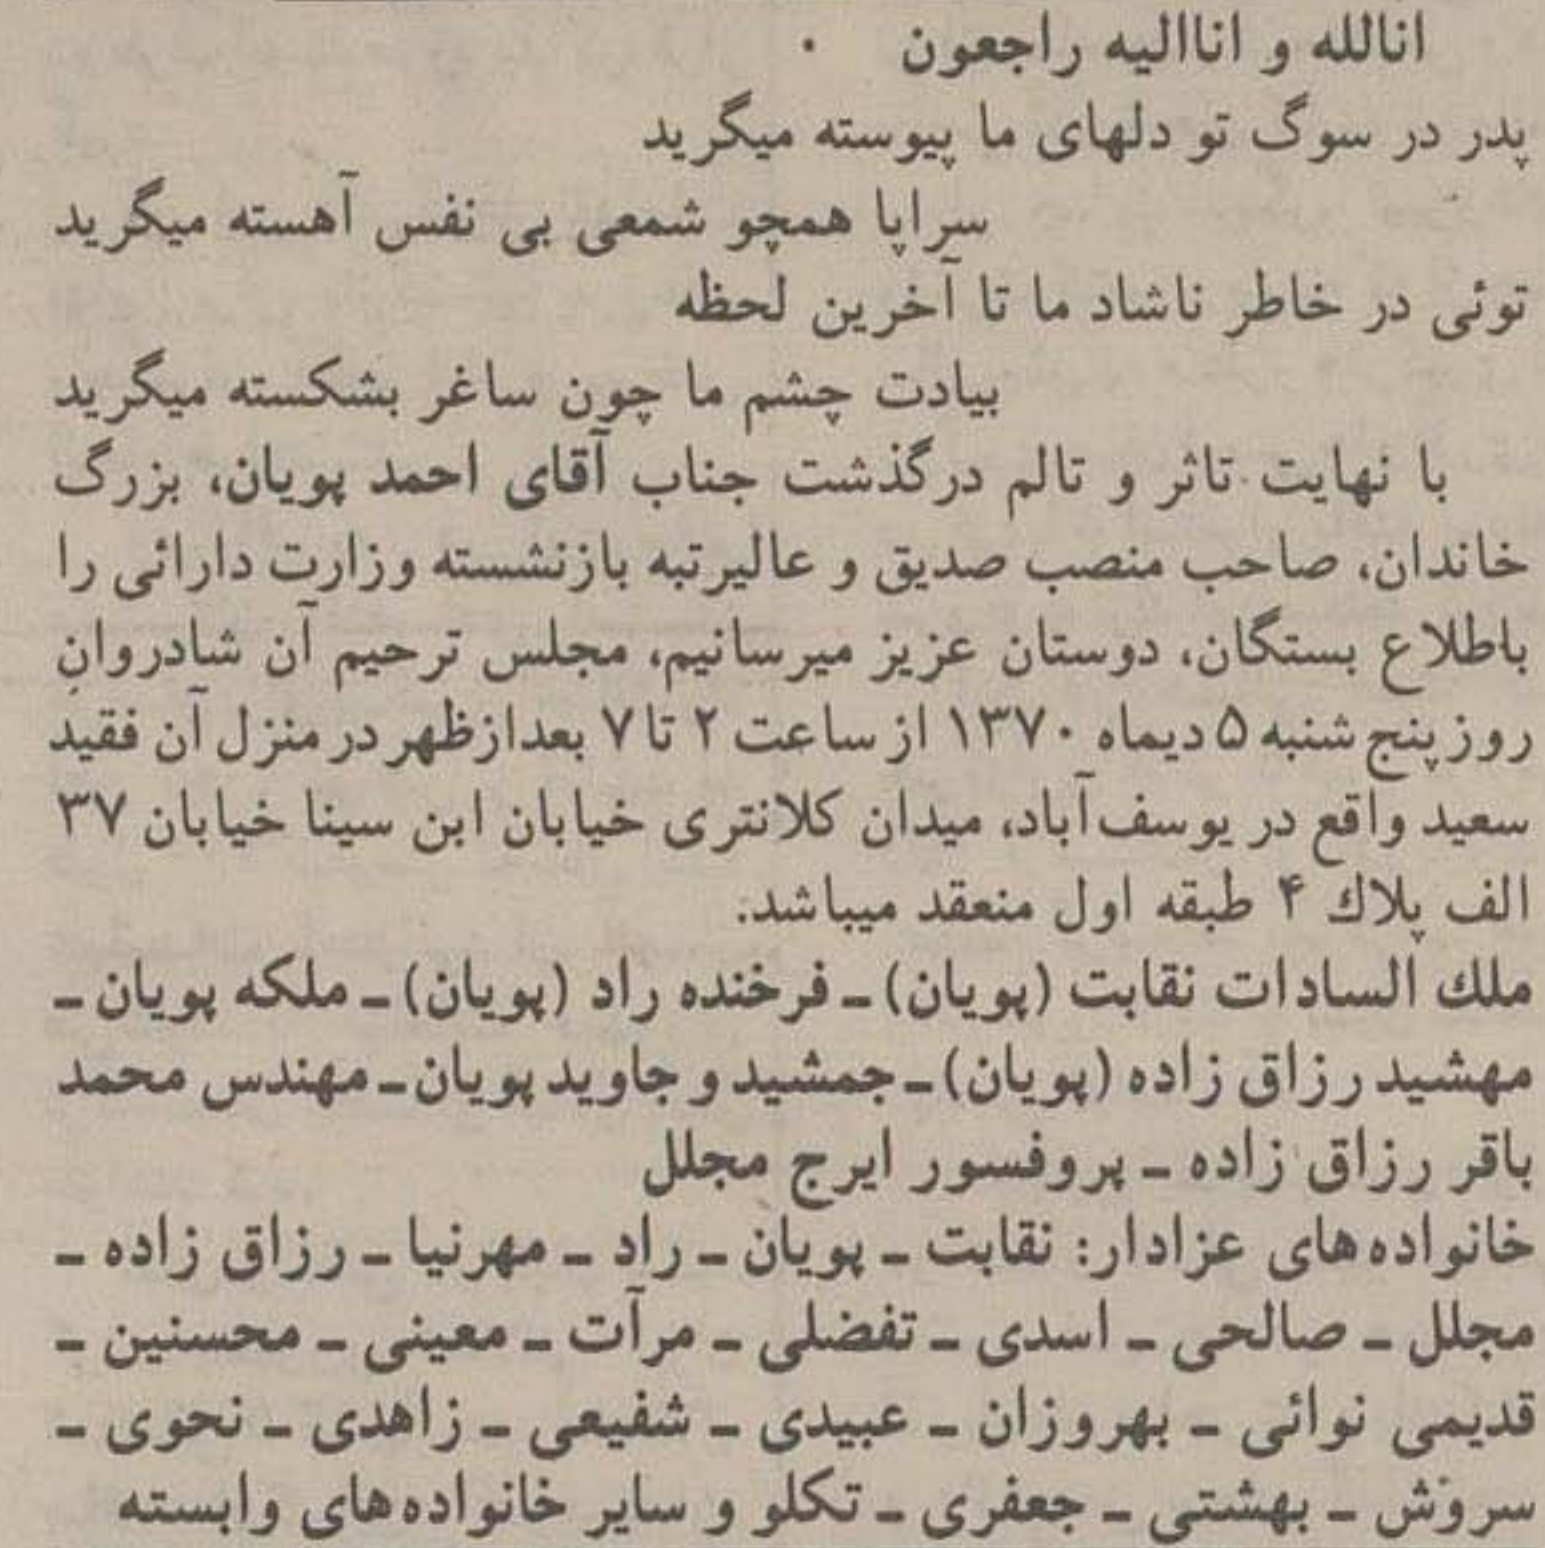 انالله و اناالیه راجعون
پدر در سوگ تو دلهای ما پیوسته میگرید
سراپا همچو شمعی بی نفس آهسته میگرید
توئی در خاطر ناشاد ما تا آخرین لحظه
بیادت چشم ما چون ساغر بشکسته میگرید
با نهایت تاثر و تالم درگذشت جناب آقای احمد پویان، بزرگ
خاندان، صاحب منصب صدیق و عالیرتبه بازنشسته وزارت دارائی را
باطلاع بستگان، دوستان عزیز میرسانیم، مجلس ترحیم آن شادروان
روز پنج شنبه ۵ دیماه ۱۳۷۰ از ساعت ۲ تا ۷ بعدازظهر در منزل آن فقید
سعید واقع در یوسف‌آباد، میدان کلانتری خیابان ابن سینا خیابان ۳۷
الف پلاك ۴ طبقه اول منعقد میباشد.
ملك السادات نقابت (پویان) ـ فرخنده راد (پویان) ـ ملکه پویان ـ
مهشید رزاق زاده (پویان) ـ جمشید و جاوید پویان ـ مهندس محمد
باقر رزاق زاده ـ پروفسور ایرج مجلل
خانواده‌های عزادار: نقابت ـ پویان ـ راد ـ مهرنیا ـ رزاق زاده ـ
مجلل ـ صالحی ـ اسدی ـ تفضلی ـ مرآت ـ معینی ـ محسنین ـ
قدیمی نوائی ـ بهروزان ـ عبیدی ـ شفیعی ـ زاهدی ـ نحوی ـ
سروش ـ بهشتی ـ جعفری ـ تکلو و سایر خانواده‌های وابسته